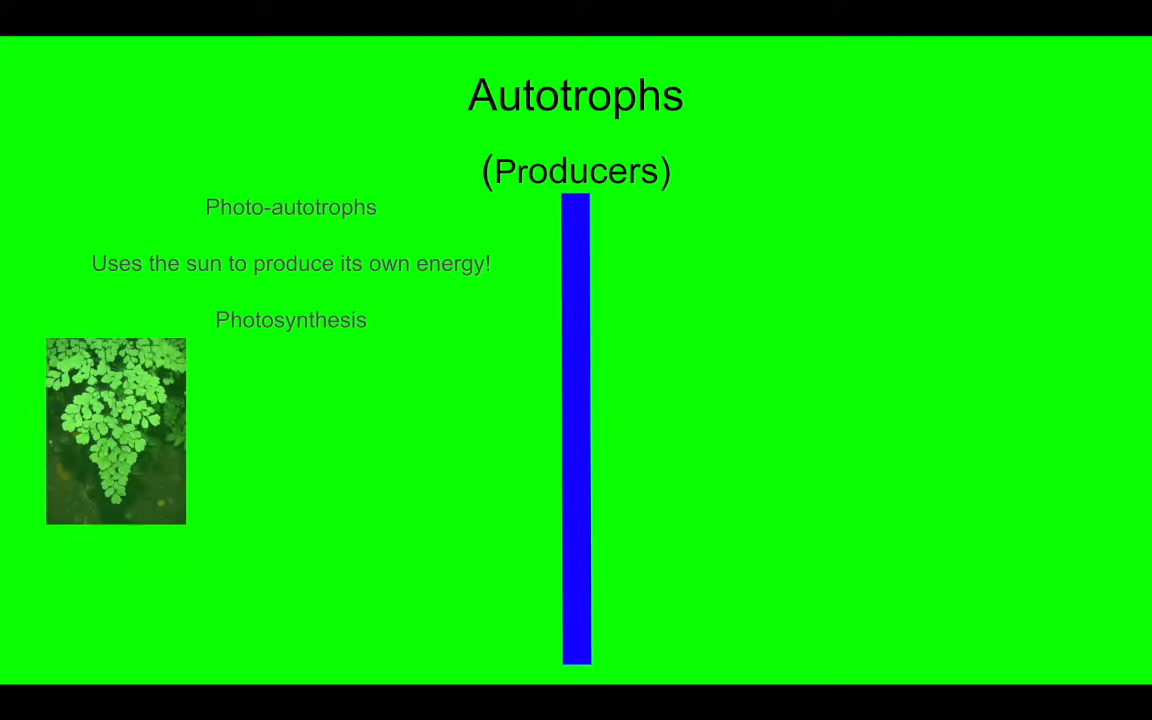 Autotrophs
(Producers)
Photo-autotrophs
Uses the sun to produce its own energy!
Photosynthesis